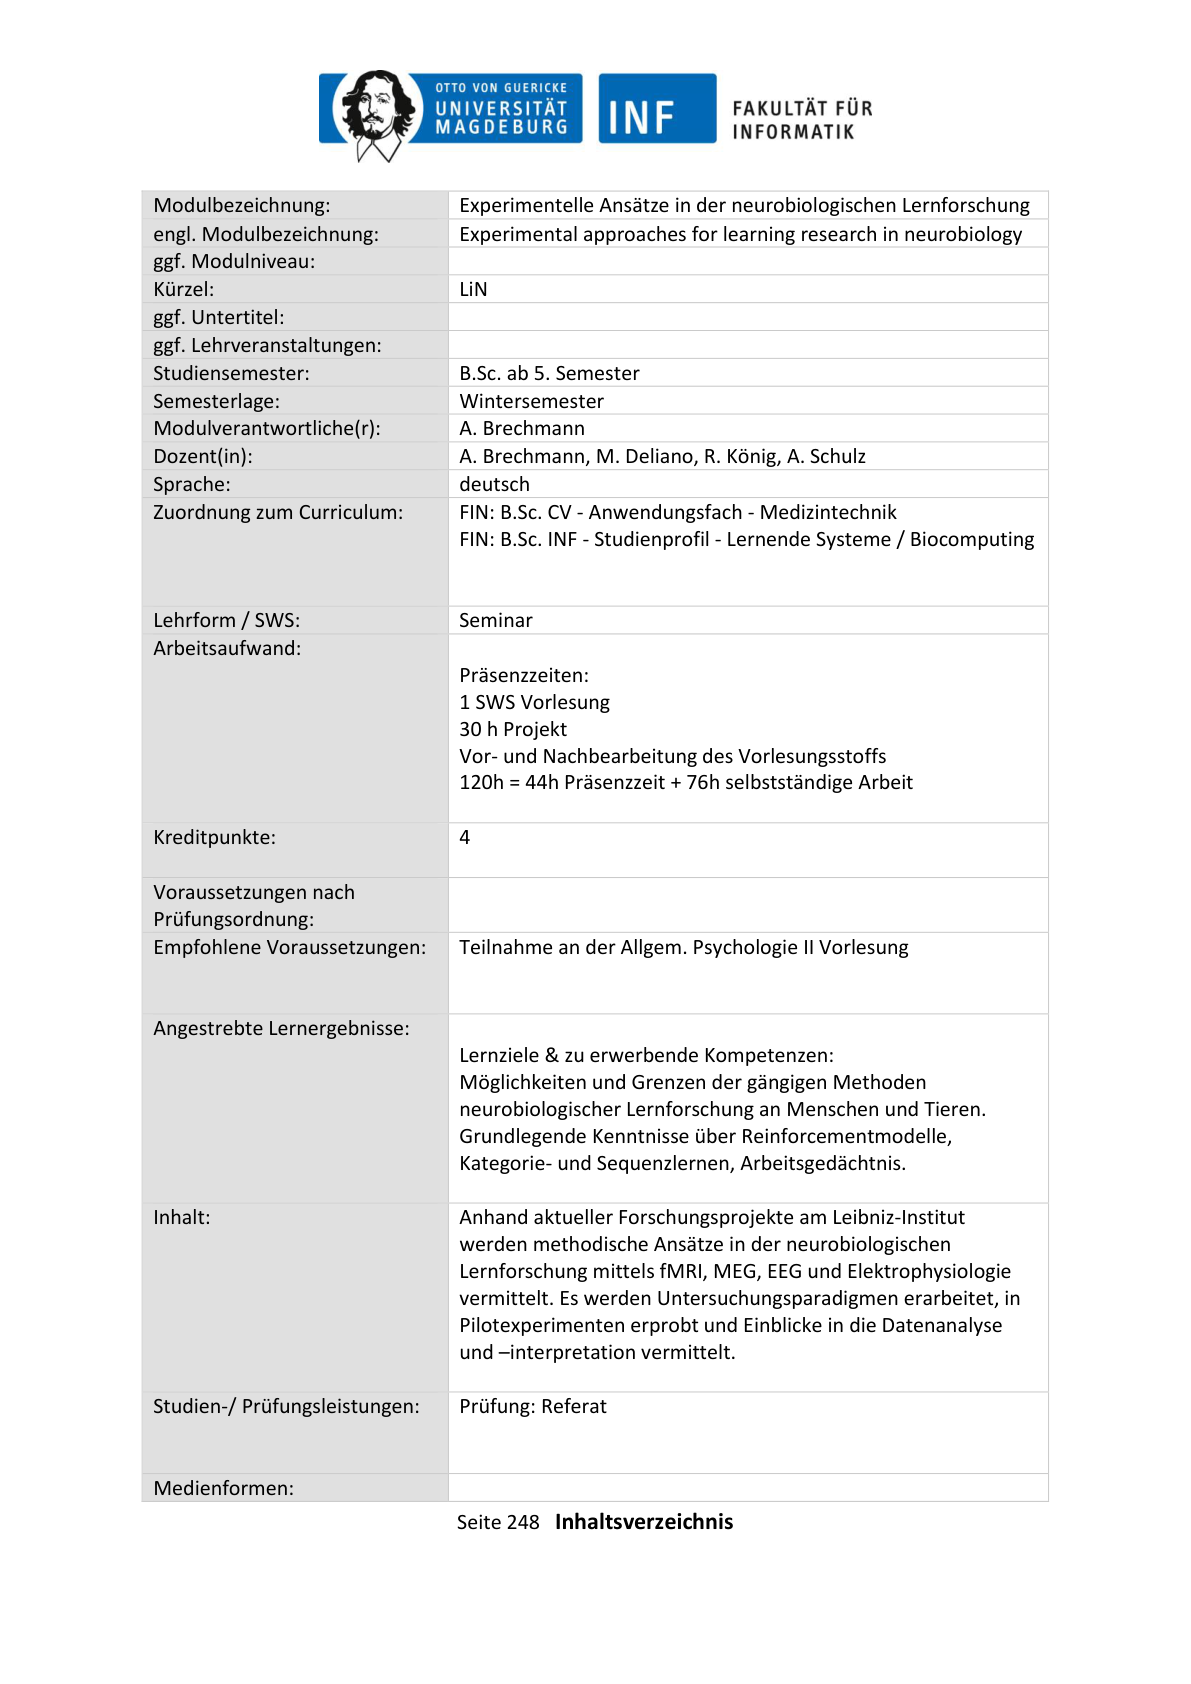 OTTO VON GUERICKE
UNIVERSITÄT
MAGDEBURG
INF
FAKULTÄT FÜR
INFORMATIK
Modulbezeichnung: Experimentelle Ansätze in der neurobiologischen Lernforschung
engl. Modulbezeichnung: Experimental approaches for learning research in neurobiology
ggf. Modulniveau:
Kürzel: LiN
ggf. Untertitel:
ggf. Lehrveranstaltungen:
Studiensemester: B.Sc. ab 5. Semester
Semesterlage: Wintersemester
Modulverantwortliche(r): A. Brechmann
Dozent(in): A. Brechmann, M. Deliano, R. König, A. Schulz
Sprache: deutsch
Zuordnung zum Curriculum: FIN: B.Sc. CV - Anwendungsfach - Medizintechnik
FIN: B.Sc. INF - Studienprofil - Lernende Systeme / Biocomputing
Lehrform / SWS: Seminar
Arbeitsaufwand:
Präsenzzeiten:
1 SWS Vorlesung
30 h Projekt
Vor- und Nachbearbeitung des Vorlesungsstoffs
120h = 44h Präsenzzeit + 76h selbstständige Arbeit
Kreditpunkte: 4
Voraussetzungen nach
Prüfungsordnung:
Empfohlene Voraussetzungen: Teilnahme an der Allgem. Psychologie II Vorlesung
Angestrebte Lernergebnisse:
Lernziele & zu erwerbende Kompetenzen:
Möglichkeiten und Grenzen der gängigen Methoden
neurobiologischer Lernforschung an Menschen und Tieren.
Grundlegende Kenntnisse über Reinforcementmodelle,
Kategorie- und Sequenzlernen, Arbeitsgedächtnis.
Inhalt: Anhand aktueller Forschungsprojekte am Leibniz-Institut
werden methodische Ansätze in der neurobiologischen
Lernforschung mittels fMRI, MEG, EEG und Elektrophysiologie
vermittelt. Es werden Untersuchungsparadigmen erarbeitet, in
Pilotexperimenten erprobt und Einblicke in die Datenanalyse
und –interpretation vermittelt.
Studien-/ Prüfungsleistungen: Prüfung: Referat
Medienformen:
Seite 248 Inhaltsverzeichnis